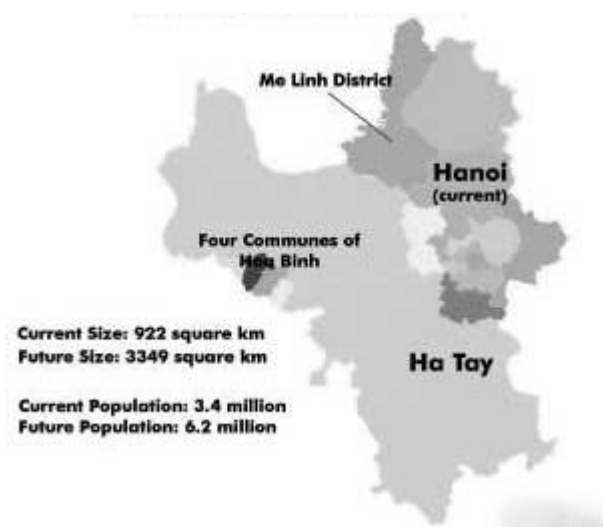 Me Linh District
Hanoi
(current)
Four Communes of
Hoa Binh
Current Size: 922 square km
Future Size: 3349 square km
Ha Tay
Current Population: 3.4 million
Future Population: 6.2 million